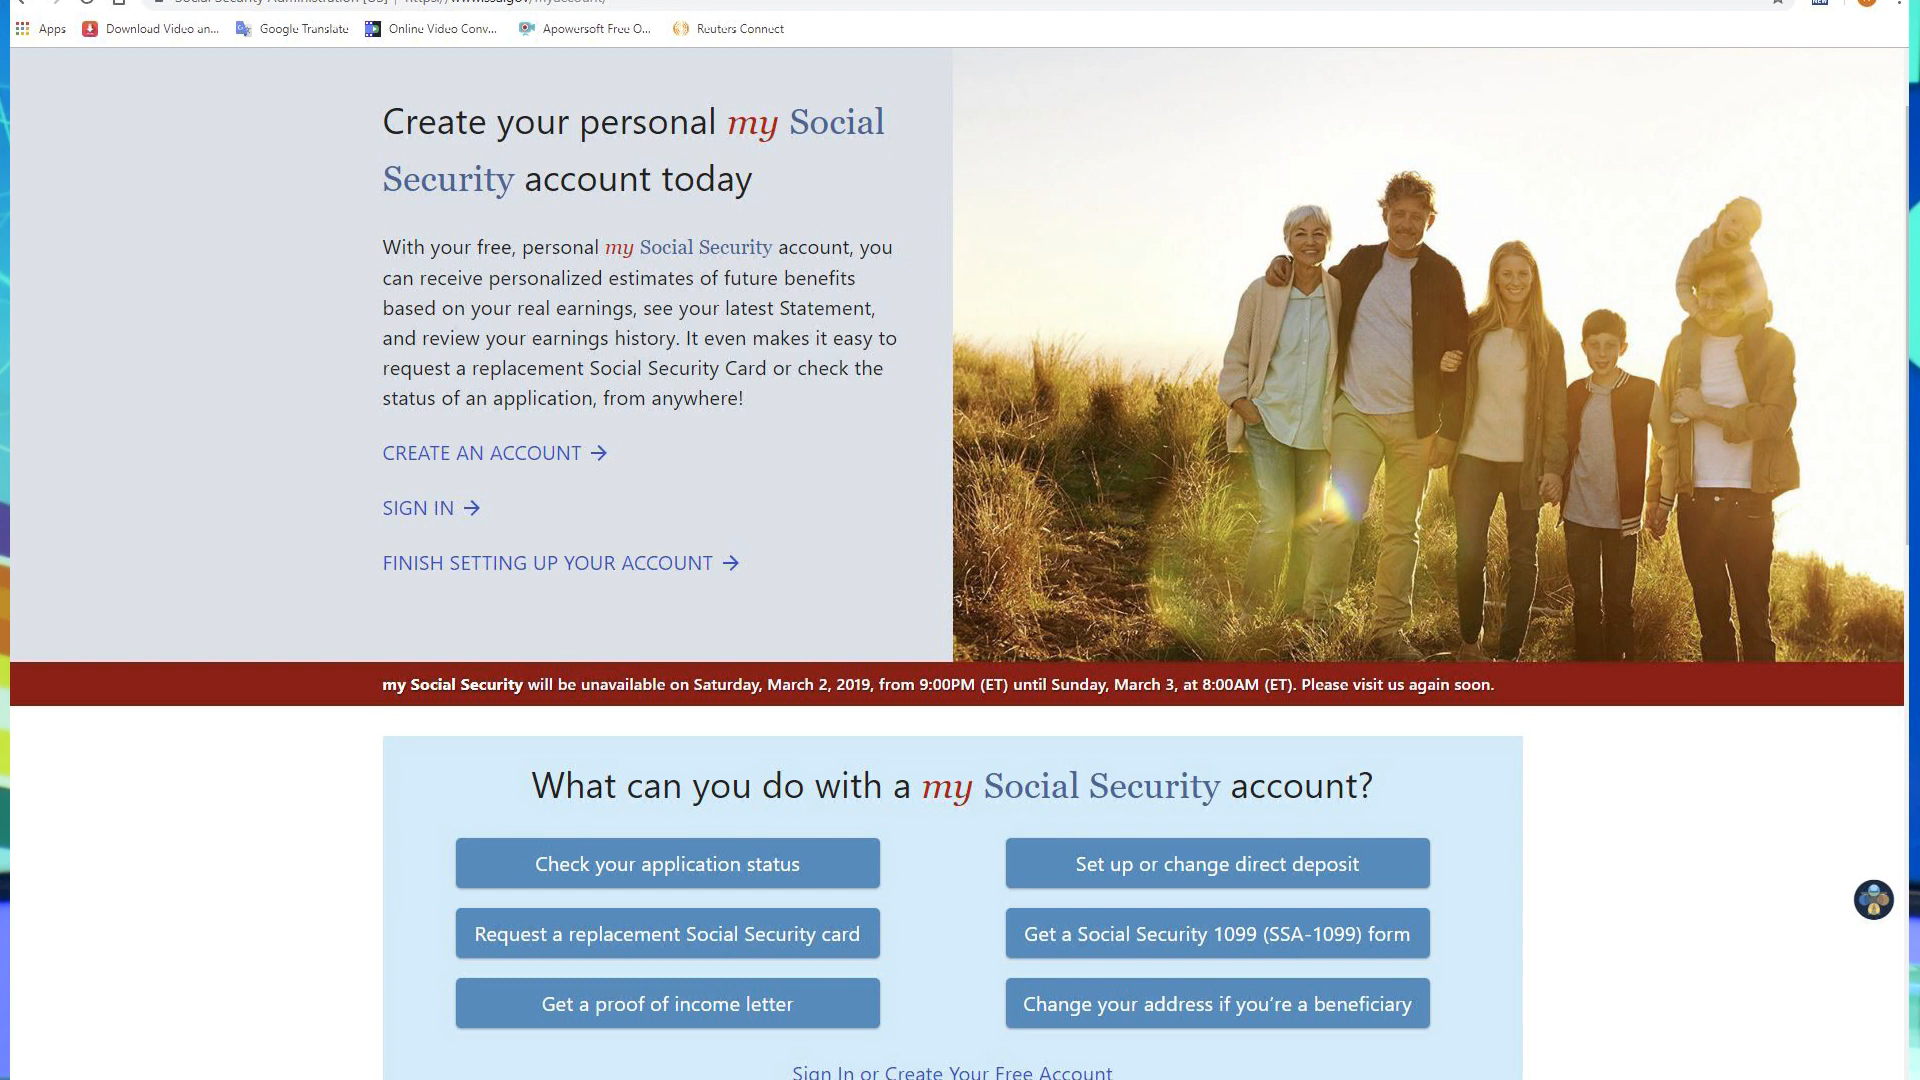 Apps Download Video an... Google Translate Online Video Conv... Apowersoft Free O... Reuters Connect
Create your personal my Social
Security account today
With your free, personal my Social Security account, you
can receive personalized estimates of future benefits
based on your real earnings, see your latest Statement,
and review your earnings history. It even makes it easy to
request a replacement Social Security Card or check the
status of an application, from anywhere!
CREATE AN ACCOUNT →
SIGN IN →
FINISH SETTING UP YOUR ACCOUNT →
my Social Security will be unavailable on Saturday, March 2, 2019, from 9:00PM (ET) until Sunday, March 3, at 8:00AM (ET). Please visit us again soon.
What can you do with a my Social Security account?
Check your application status
Set up or change direct deposit
Request a replacement Social Security card
Get a Social Security 1099 (SSA-1099) form
Get a proof of income letter
Change your address if you’re a beneficiary
Sign In or Create Your Free Account